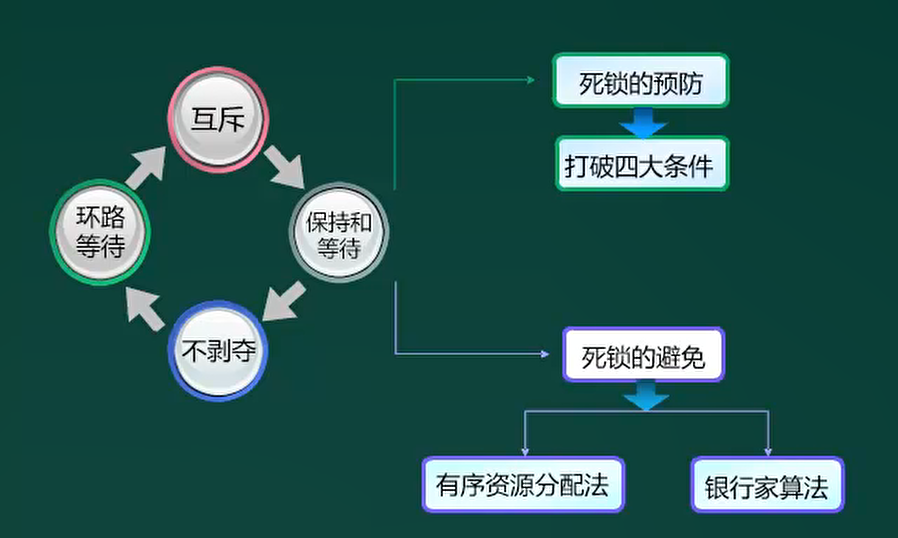 互斥
保持和
等待
不剥夺
环路
等待
死锁的预防
打破四大条件
死锁的避免
有序资源分配法
银行家算法